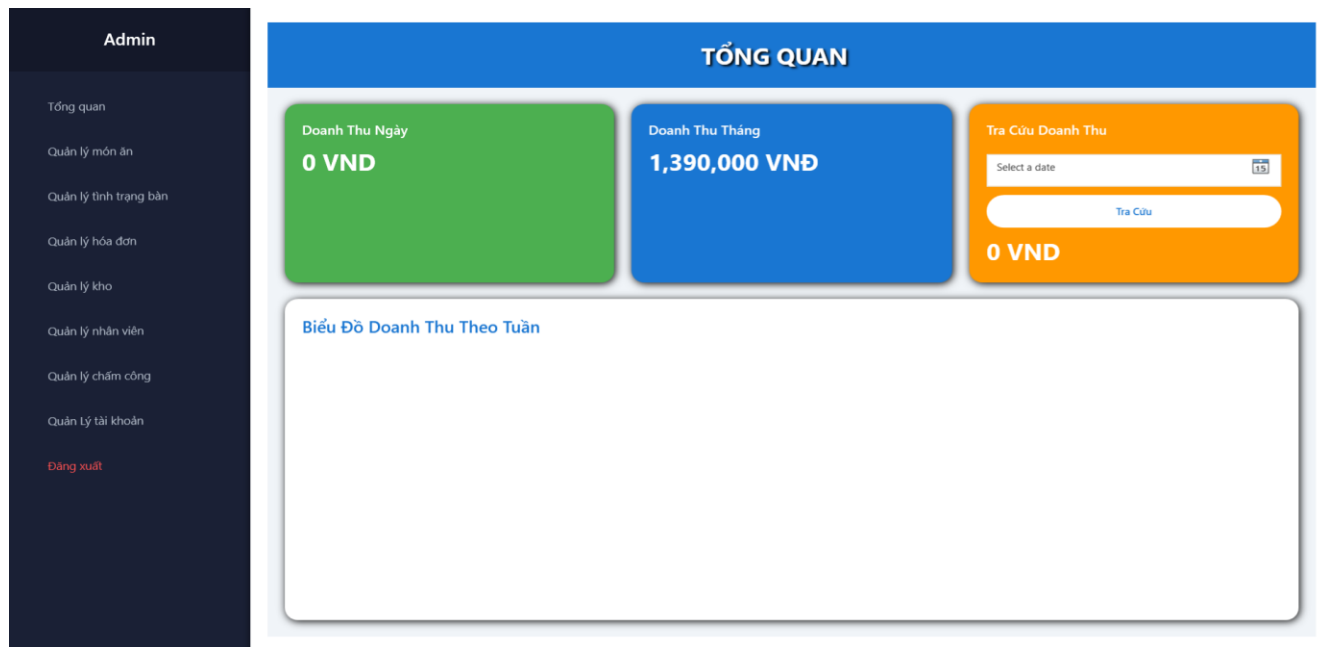 Admin
Tổng quan
Quản lý món ăn
Quản lý tình trạng bàn
Quản lý hóa đơn
Quản lý kho
Quản lý nhân viên
Quản lý chấm công
Quản Lý tài khoản
Đăng xuất
TỔNG QUAN
Doanh Thu Ngày
0 VND
Doanh Thu Tháng
1,390,000 VNĐ
Tra Cứu Doanh Thu
Select a date
15
Tra Cứu
0 VND
Biểu Đồ Doanh Thu Theo Tuần